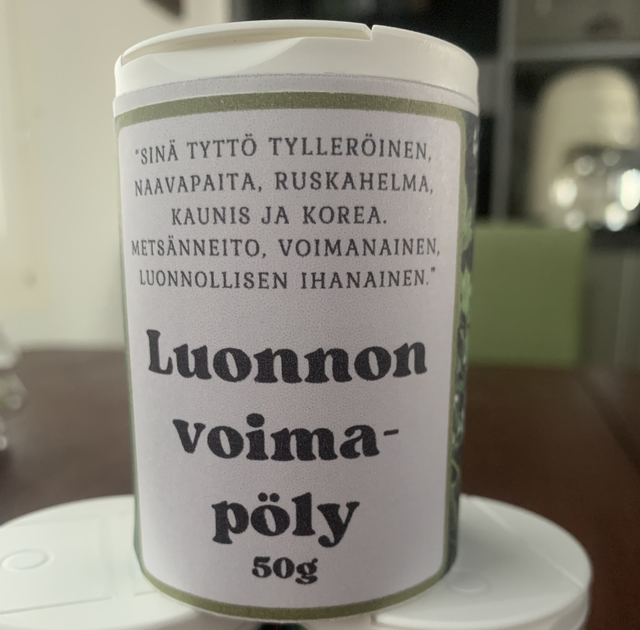 "SINÄ TYTTÖ TYLLERÖINEN,
NAAVAPAITA, RUSKAHELMA,
KAUNIS JA KOREA.
METSÄNNEITO, VOIMANAINEN,
LUONNOLLISEN IHANAINEN."
Luonnon
voima-
pöly
50g